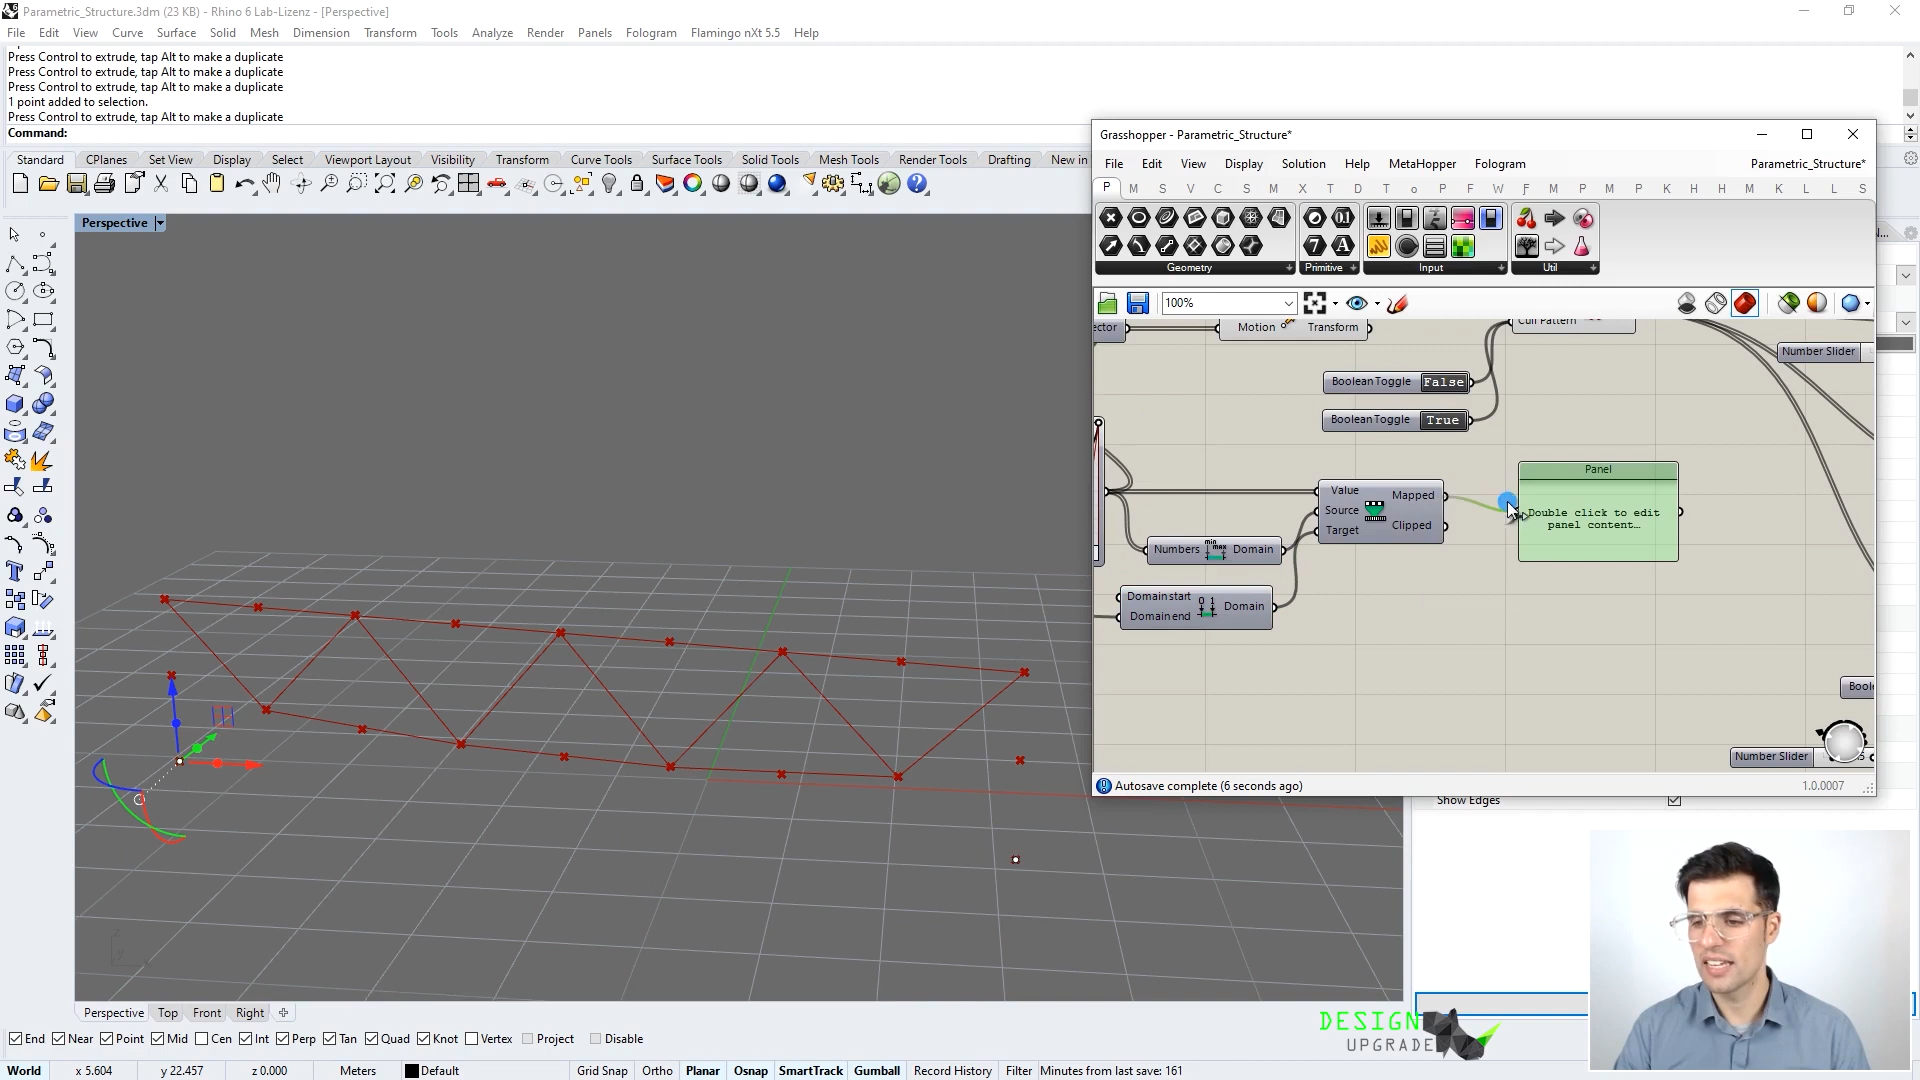 Parametric_Structure.3dm (23 KB) - Rhino 6 Lab-Lizenz - [Perspective]
File Edit View Curve Surface Solid Mesh Dimension Transform Tools Analyze Render Panels Fologram Flamingo nXt 5.5 Help
Press Control to extrude, tap Alt to make a duplicate
Press Control to extrude, tap Alt to make a duplicate
Press Control to extrude, tap Alt to make a duplicate
1 point added to selection.
Press Control to extrude, tap Alt to make a duplicate
Command:
Standard CPlanes Set View Display Select Viewport Layout Visibility Transform Curve Tools Surface Tools Solid Tools Mesh Tools Render Tools Drafting New in
Perspective
Grasshopper - Parametric_Structure*
File Edit View Display Solution Help MetaHopper Fologram Parametric_Structure*
P M S V C S M X T D T o P F W F M P M P K H H M K L L S
Geometry Primitive Input Util
100%
ector Motion Transform Cull Pattern
Number Slider
Boolean Toggle False
Boolean Toggle True
Panel
Double click to edit
panel content...
Value Mapped
Source
Target Clipped
Numbers min max Domain
Domain start 0 1 Domain
Domain end
Boole
Number Slider
Autosave complete (6 seconds ago) 1.0.0007
Show Edges
Perspective Top Front Right
DESIGN
UPGRADE
End Near Point Mid Cen Int Perp Tan Quad Knot Vertex Project Disable
World x 5.604 y 22.457 z 0.000 Meters Default Grid Snap Ortho Planar Osnap SmartTrack Gumball Record History Filter Minutes from last save: 161